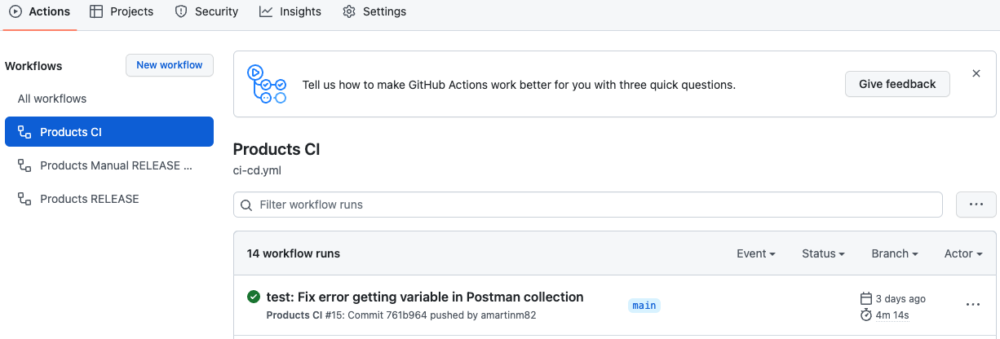 Actions Projects Security Insights Settings
Workflows New workflow
Tell us how to make GitHub Actions work better for you with three quick questions. Give feedback
All workflows
Products CI
Products Manual RELEASE ...
Products RELEASE
Products CI
ci-cd.yml
Filter workflow runs
14 workflow runs Event Status Branch Actor
test: Fix error getting variable in Postman collection main 3 days ago
Products CI #15: Commit 761b964 pushed by amartinm82 4m 14s